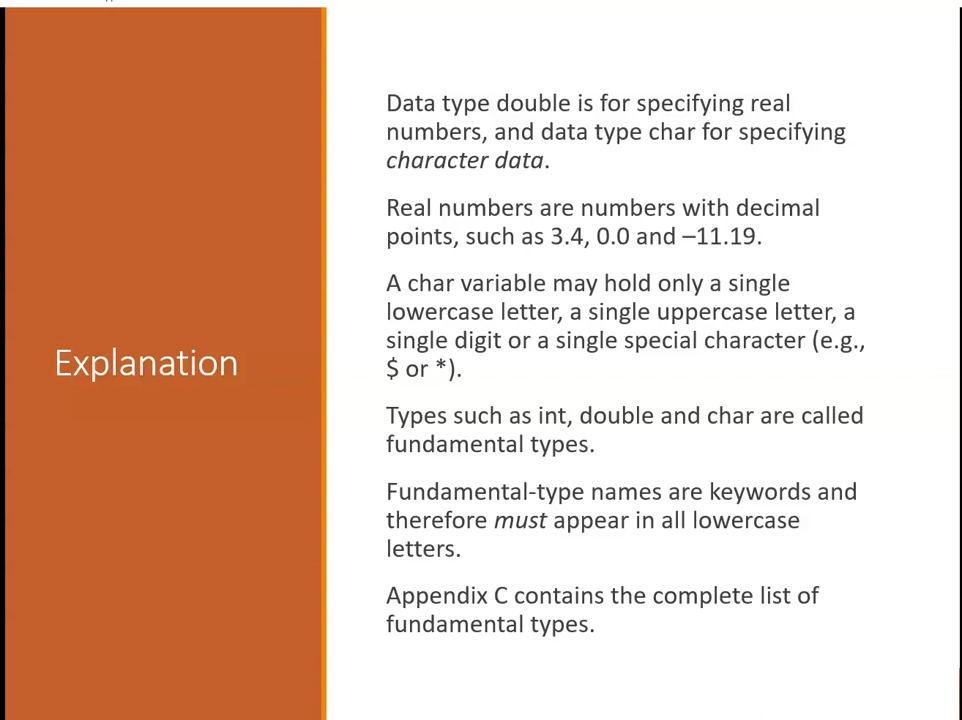 Explanation
Data type double is for specifying real
numbers, and data type char for specifying
character data.
Real numbers are numbers with decimal
points, such as 3.4, 0.0 and –11.19.
A char variable may hold only a single
lowercase letter, a single uppercase letter, a
single digit or a single special character (e.g.,
$ or *).
Types such as int, double and char are called
fundamental types.
Fundamental-type names are keywords and
therefore must appear in all lowercase
letters.
Appendix C contains the complete list of
fundamental types.